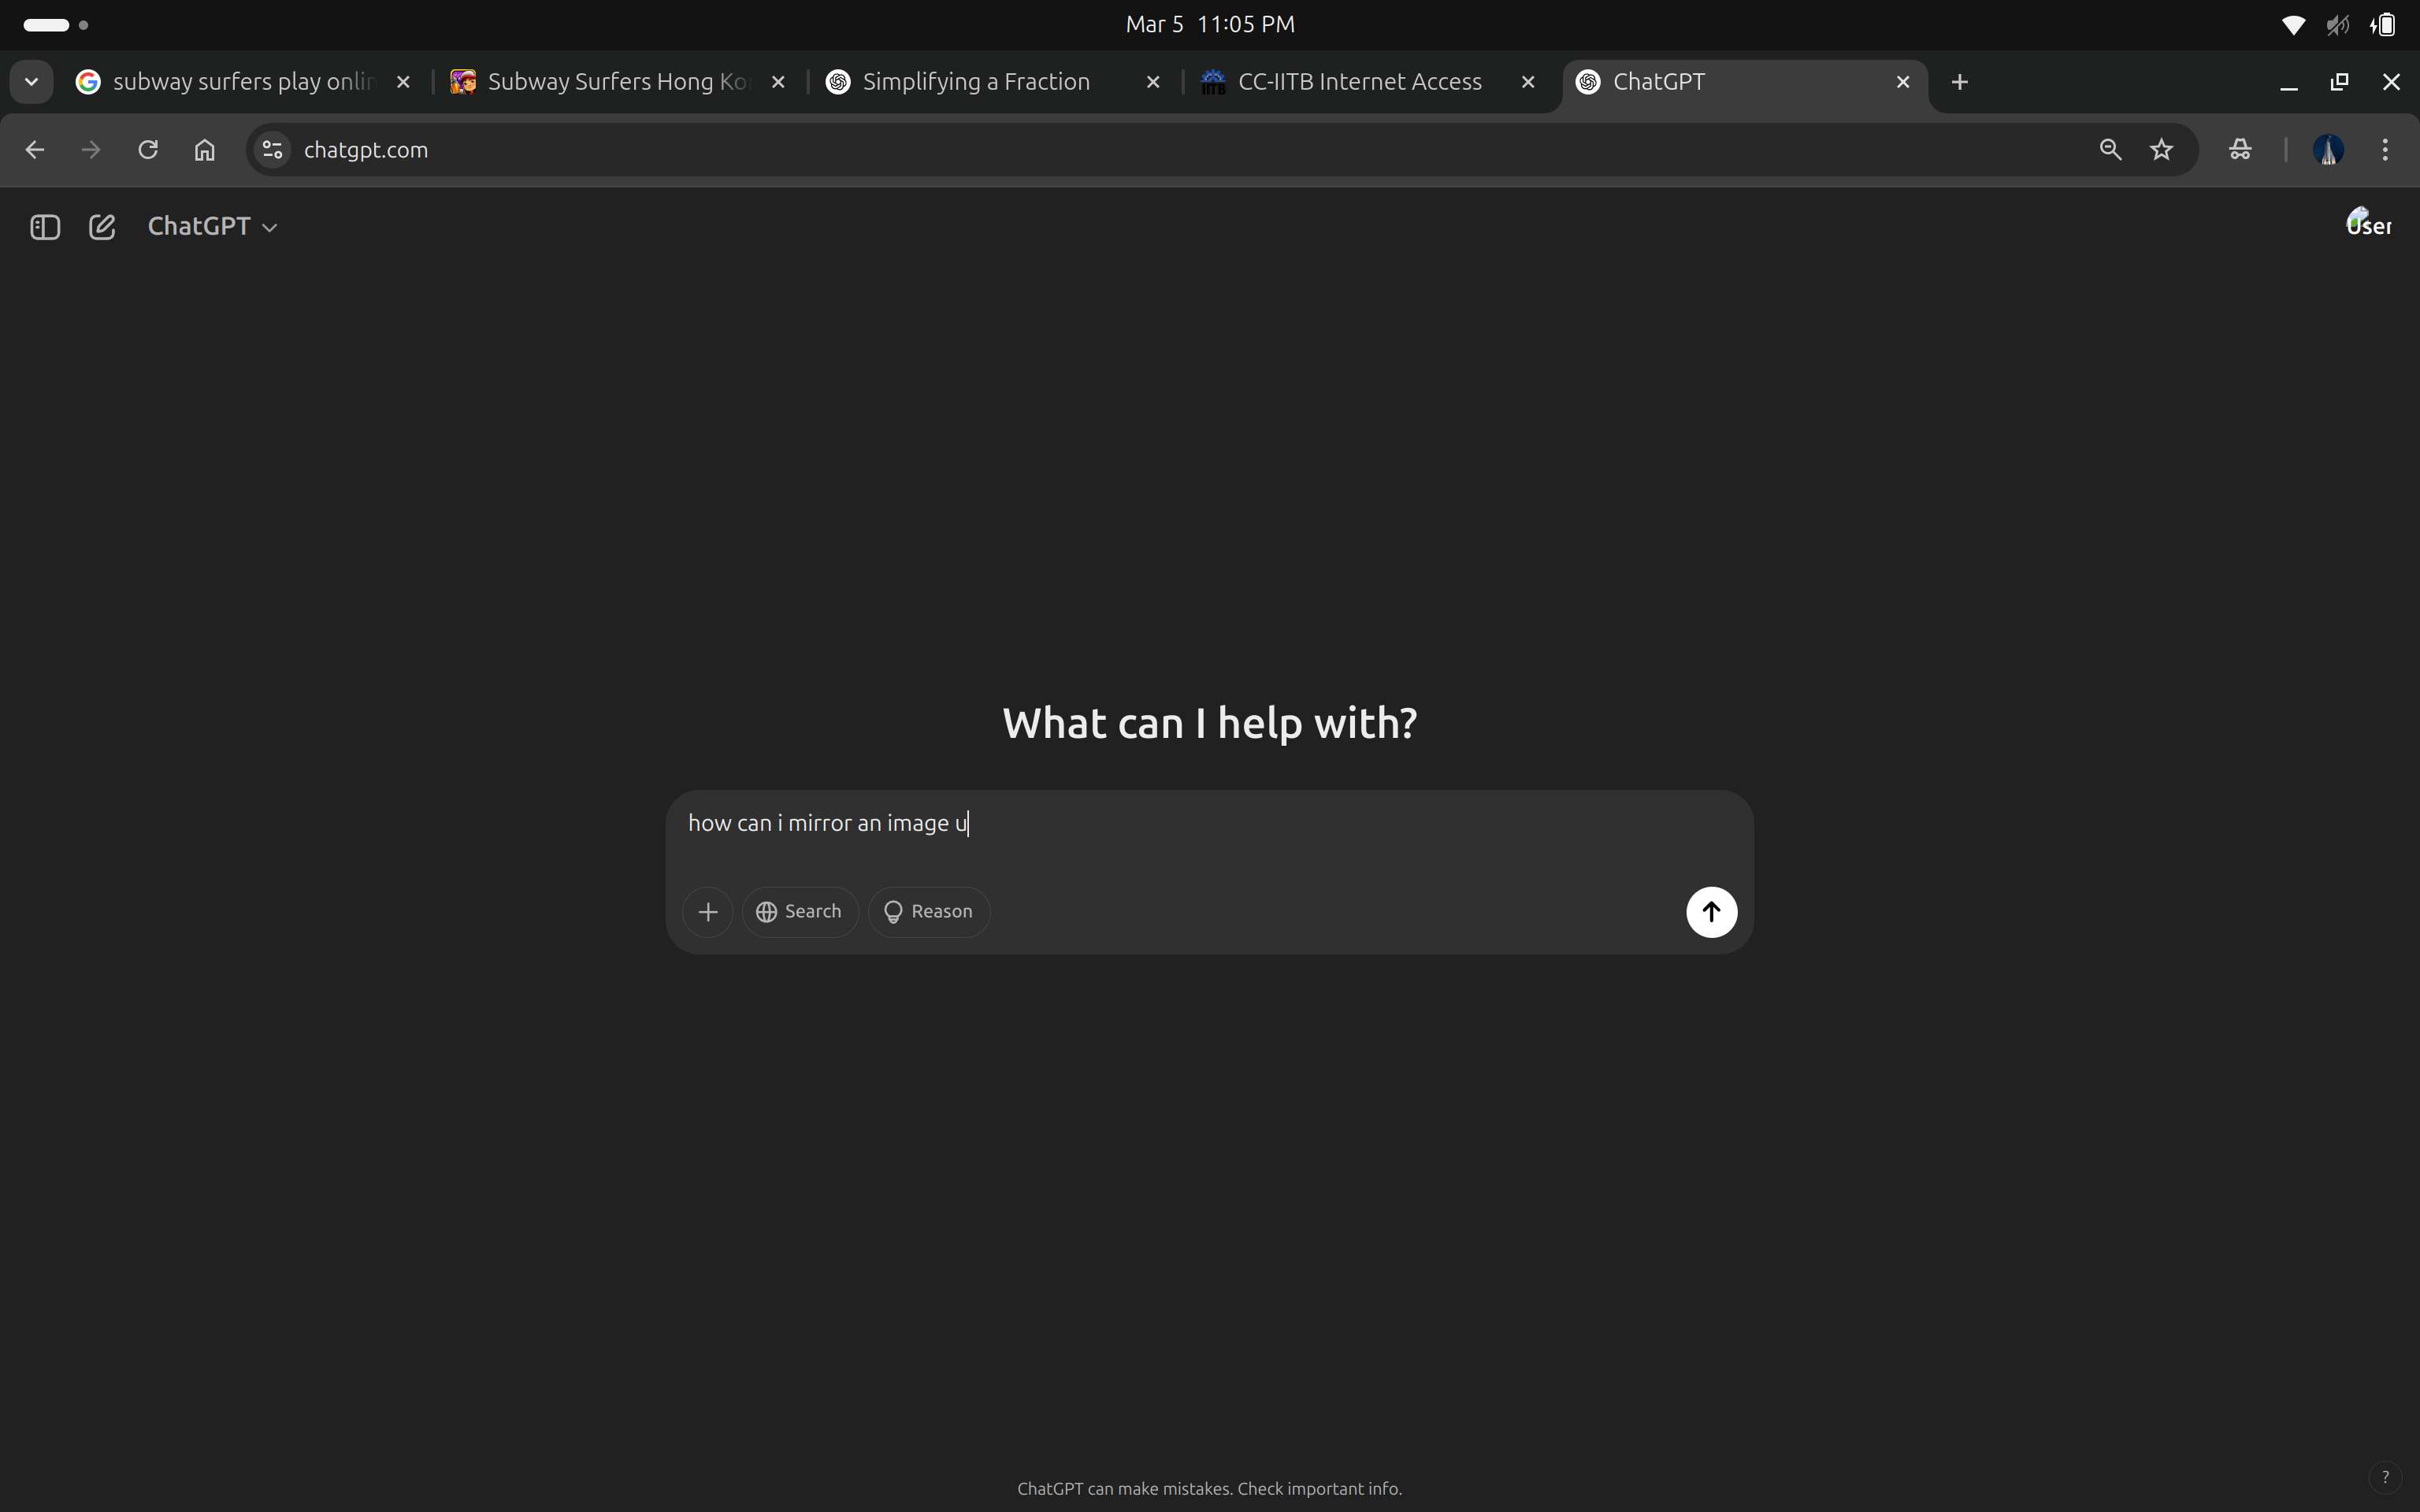 Mar 5 11:05 PM
subway surfers play onlin
Subway Surfers Hong Ko
Simplifying a Fraction
IITB
CC-IITB Internet Access
ChatGPT
chatgpt.com
ChatGPT
User
What can I help with?
how can i mirror an image u
Search
Reason
ChatGPT can make mistakes. Check important info.
?